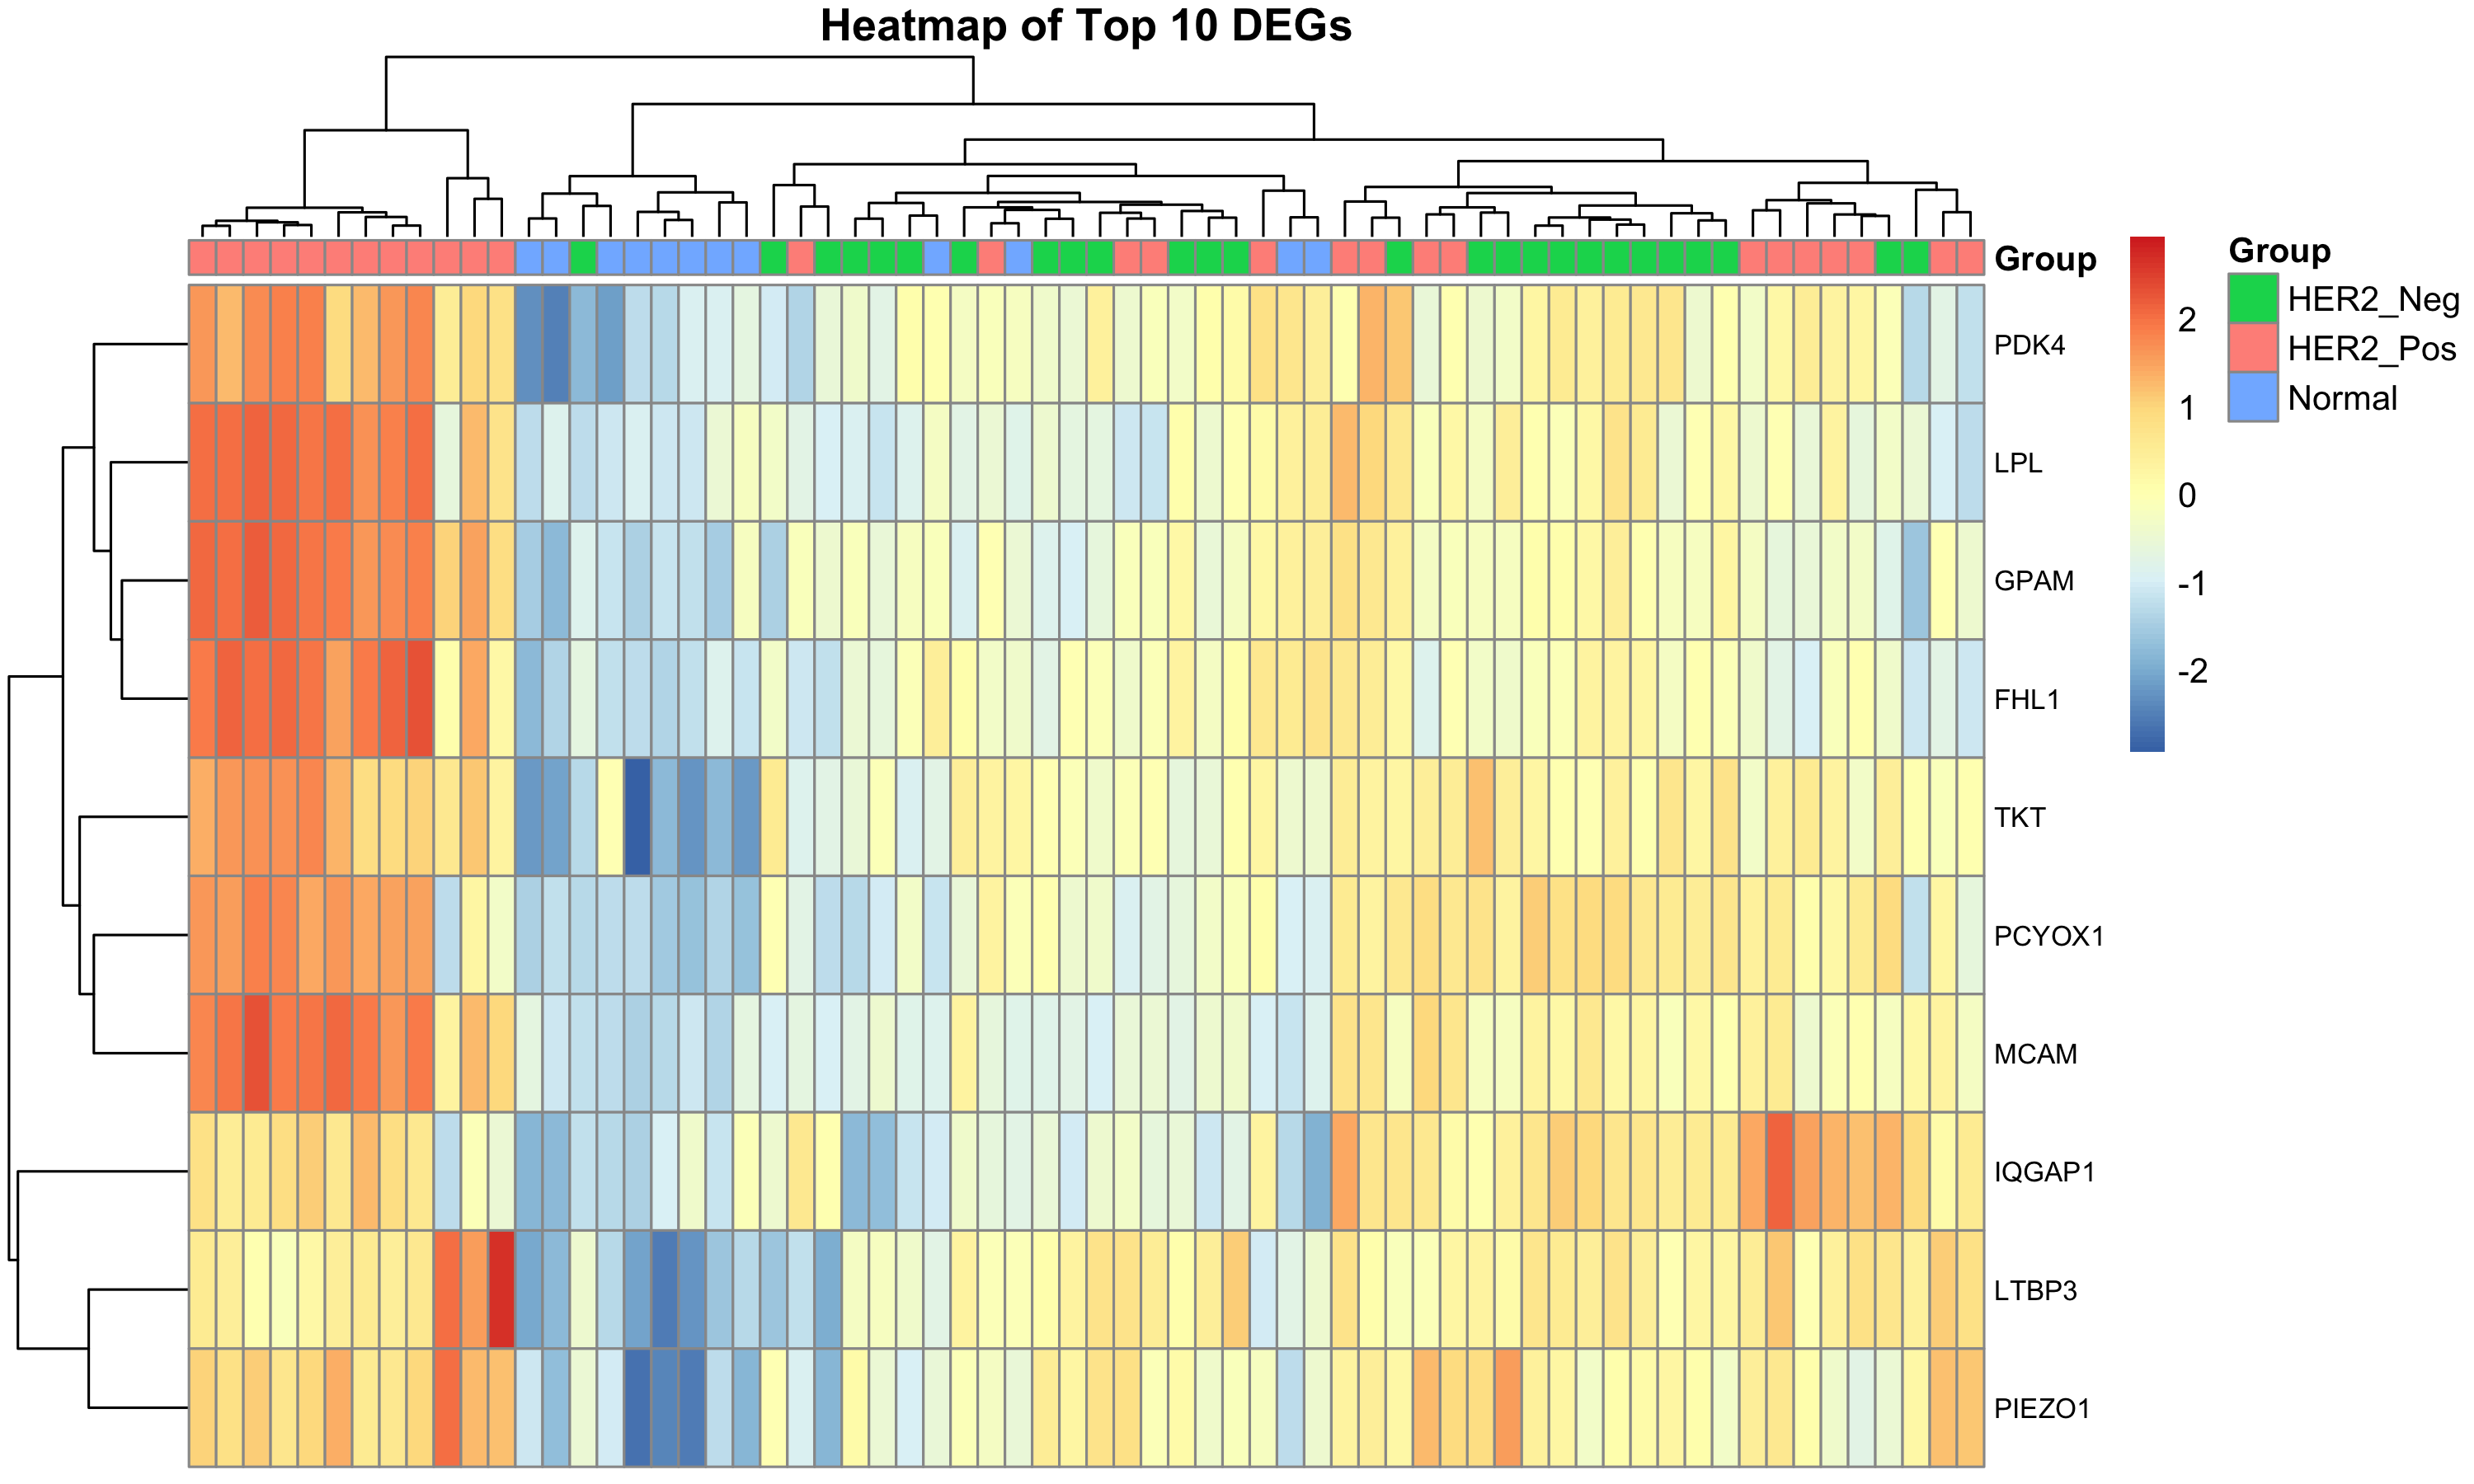 Heatmap of Top 10 DEGs
Group
PDK4
LPL
GPAM
FHL1
TKT
PCYOX1
MCAM
IQGAP1
LTBP3
PIEZO1
2
1
0
-1
-2
Group
HER2_Neg
HER2_Pos
Normal